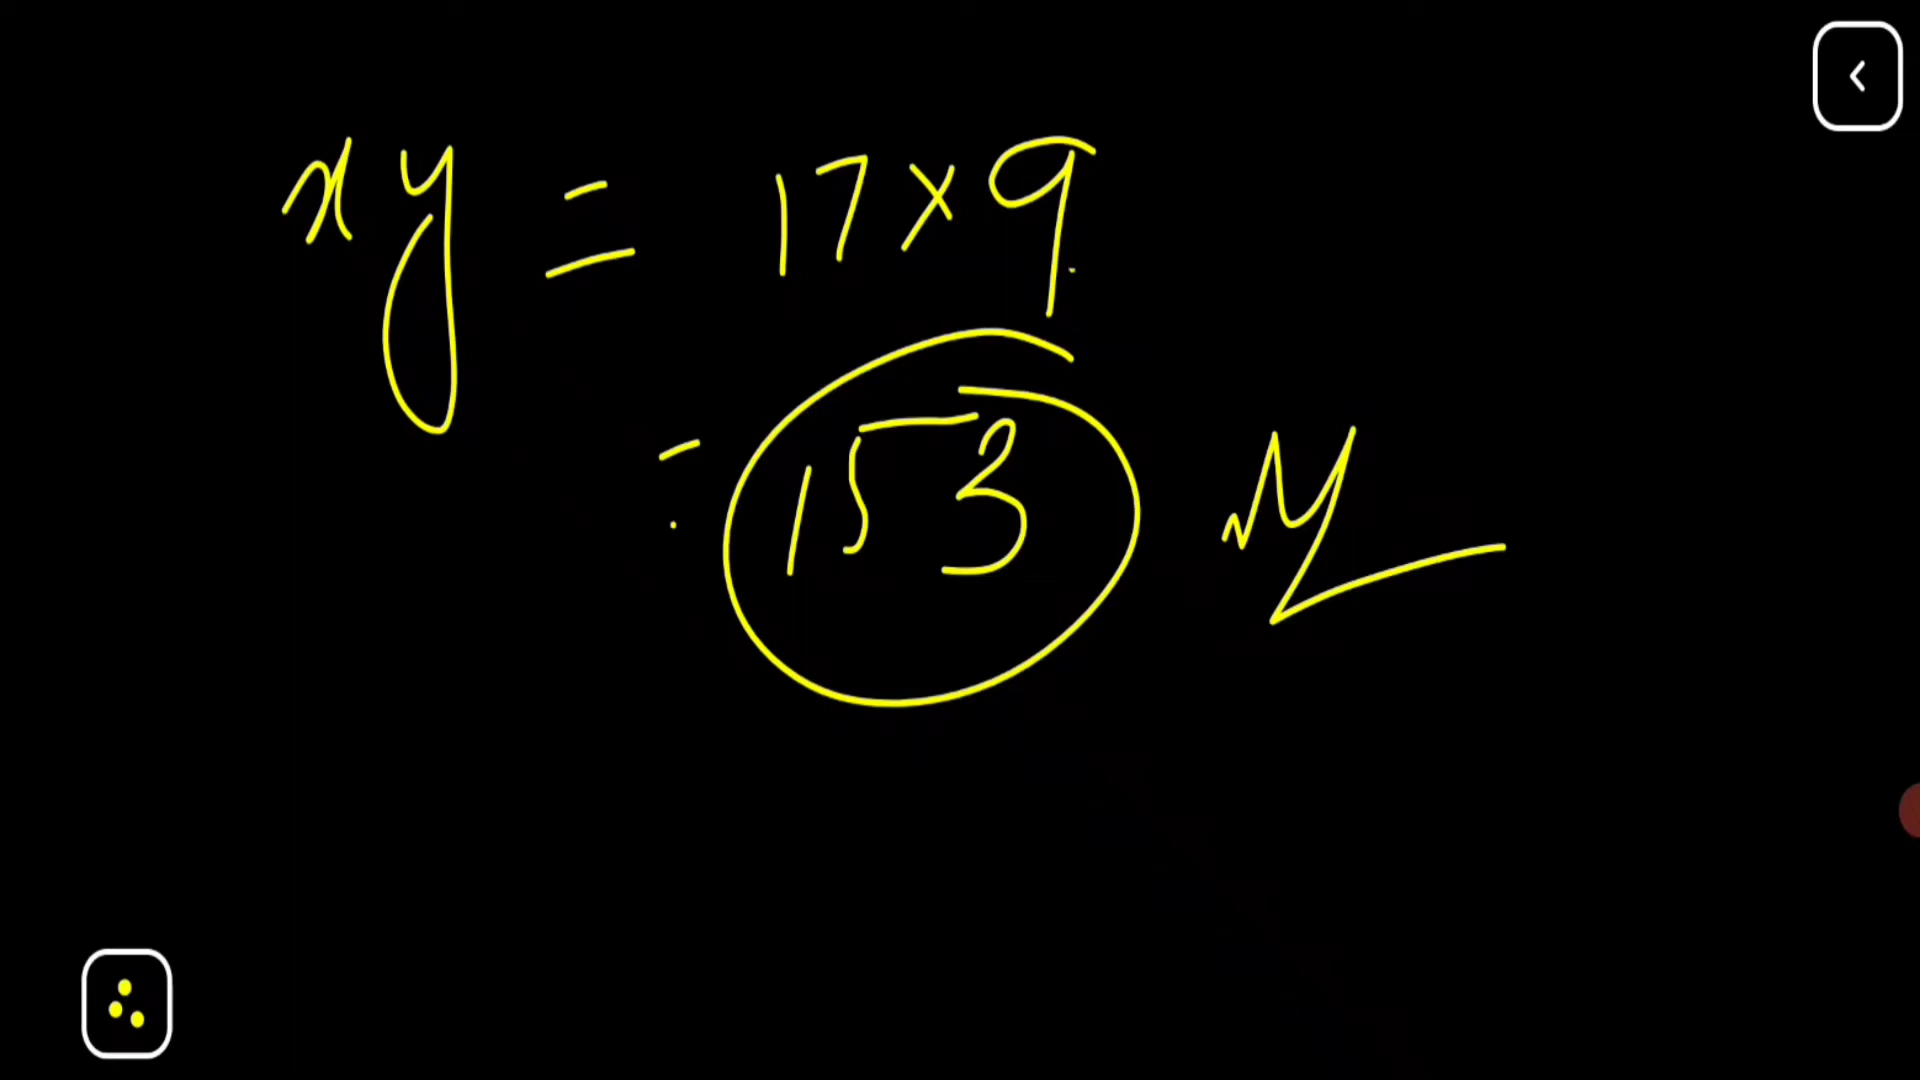 xy = 17×9
= 153